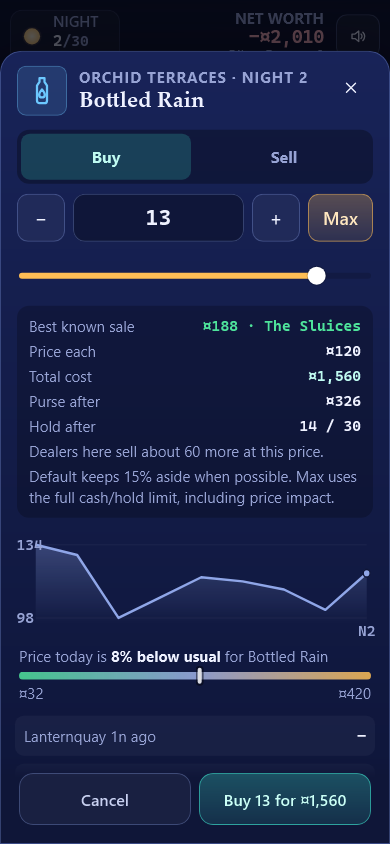 NIGHT
2/30
NET WORTH
−¤2,010
ORCHID TERRACES · NIGHT 2
Bottled Rain
×
Buy
Sell
−
13
+
Max
Best known sale
¤188 · The Sluices
Price each
¤120
Total cost
¤1,560
Purse after
¤326
Hold after
14 / 30
Dealers here sell about 60 more at this price.
Default keeps 15% aside when possible. Max uses
the full cash/hold limit, including price impact.
134
98
N2
Price today is 8% below usual for Bottled Rain
¤32
¤420
Lanternquay 1n ago
–
Cancel
Buy 13 for ¤1,560